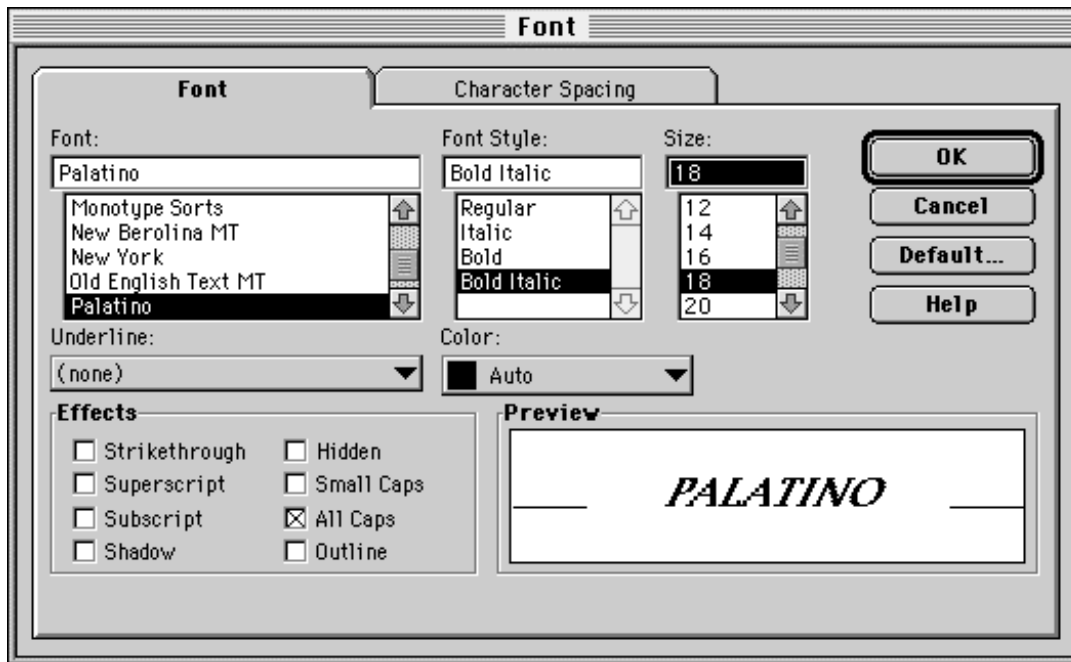 Font
Font
Character Spacing
Font:
Font Style:
Size:
Palatino
Bold Italic
18
Monotype Sorts
New Berolina MT
New York
Old English Text MT
Palatino
Regular
Italic
Bold
Bold Italic
12
14
16
18
20
OK
Cancel
Default...
Help
Underline:
Color:
(none)
Auto
Effects
Strikethrough
Hidden
Superscript
Small Caps
Subscript
All Caps
Shadow
Outline
Preview
PALATINO